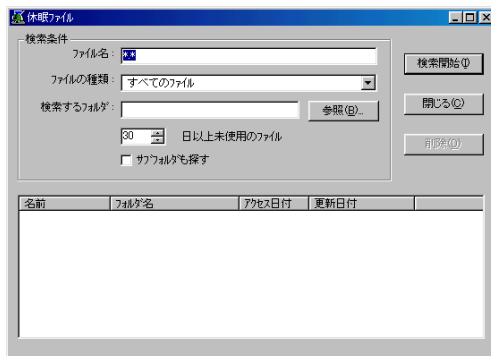 休眠ファイル
検索条件
ファイル名：
**
検索開始(I)
ファイルの種類：
すべてのファイル
検索するフォルダ：
参照(B)...
閉じる(C)
30
日以上未使用のファイル
削除(D)
サブフォルダも探す
名前
フォルダ名
アクセス日付
更新日付